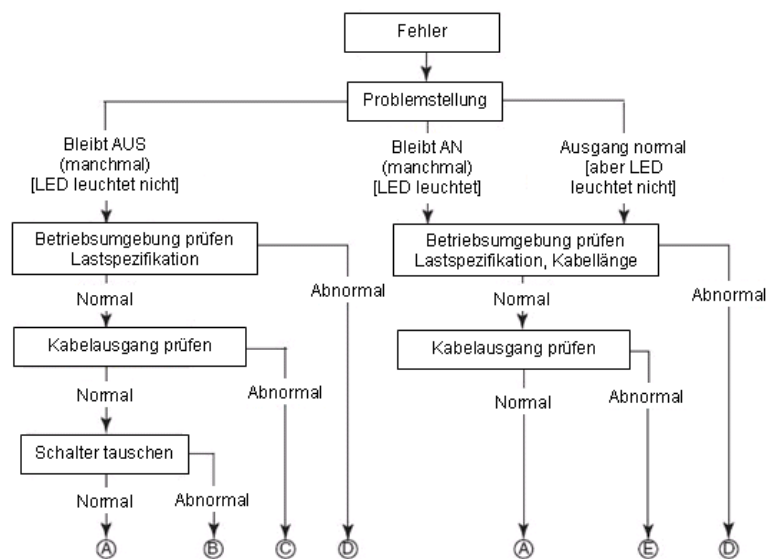 Fehler
Problemstellung
Bleibt AUS
(manchmal)
[LED leuchtet nicht]
Bleibt AN
(manchmal)
[LED leuchtet]
Ausgang normal
[aber LED
leuchtet nicht]
Betriebsumgebung prüfen
Lastspezifikation
Betriebsumgebung prüfen
Lastspezifikation, Kabellänge
Normal
Abnormal
Normal
Abnormal
Kabelausgang prüfen
Kabelausgang prüfen
Normal
Abnormal
Normal
Abnormal
Schalter tauschen
Normal
Abnormal
A
B
C
D
A
E
D